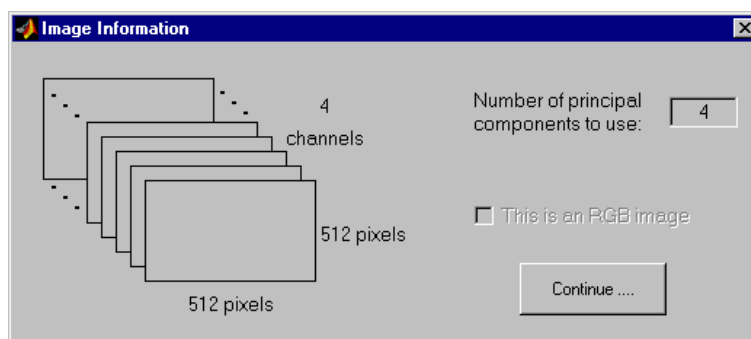 Image Information
4
channels
512 pixels
512 pixels
Number of principal
components to use:
4
This is an RGB image
Continue ....